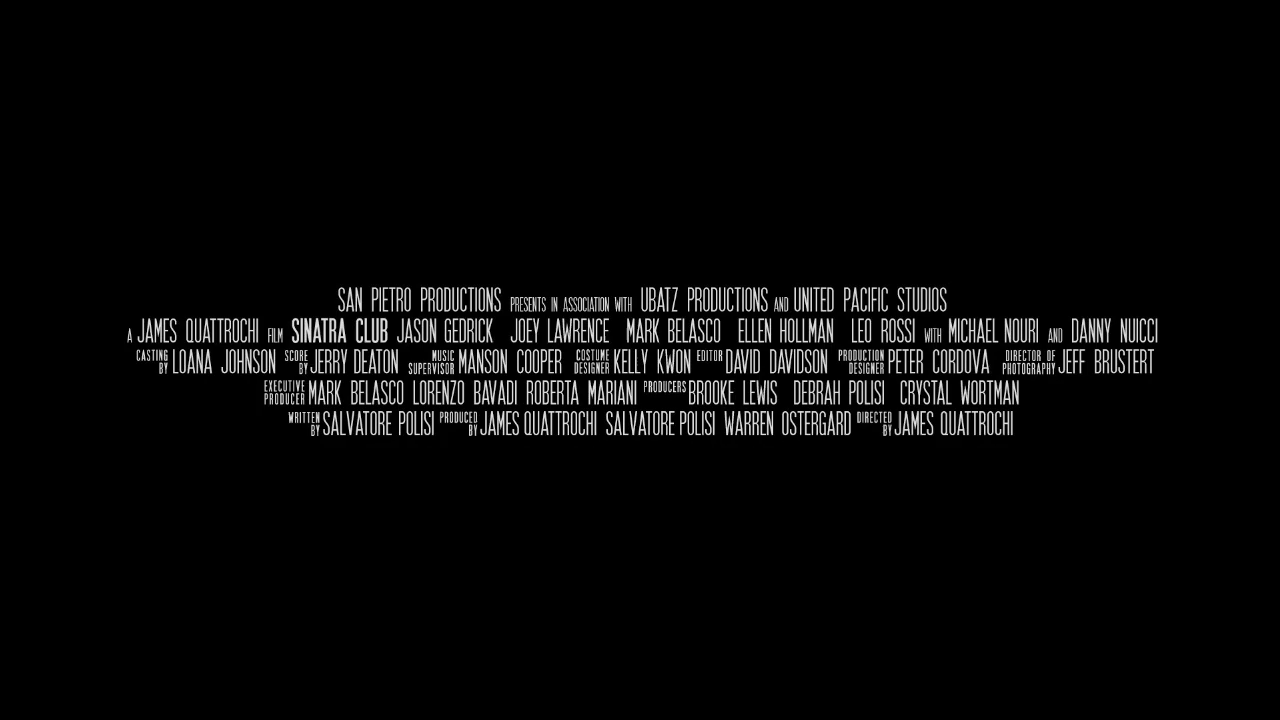 SAN PIETRO PRODUCTIONS PRESENTS IN ASSOCIATION WITH UBATZ PRODUCTIONS AND UNITED PACIFIC STUDIOS
A JAMES QUATTROCHI FILM SINATRA CLUB JASON GEDRICK JOEY LAWRENCE MARK BELASCO ELLEN HOLLMAN LEO ROSSI WITH MICHAEL NOURI AND DANNY NUICCI
CASTING BY LOANA JOHNSON SCORE BY JERRY DEATON MUSIC SUPERVISOR MANSON COOPER COSTUME DESIGNER KELLY KWON EDITOR DAVID DAVIDSON PRODUCTION DESIGNER PETER CORDOVA DIRECTOR OF PHOTOGRAPHY JEFF BRUSTERT
EXECUTIVE PRODUCER MARK BELASCO LORENZO BAVADI ROBERTA MARIANI PRODUCERS BROOKE LEWIS DEBRAH POLISI CRYSTAL WORTMAN
WRITTEN BY SALVATORE POLISI PRODUCED BY JAMES QUATTROCHI SALVATORE POLISI WARREN OSTERGARD DIRECTED BY JAMES QUATTROCHI